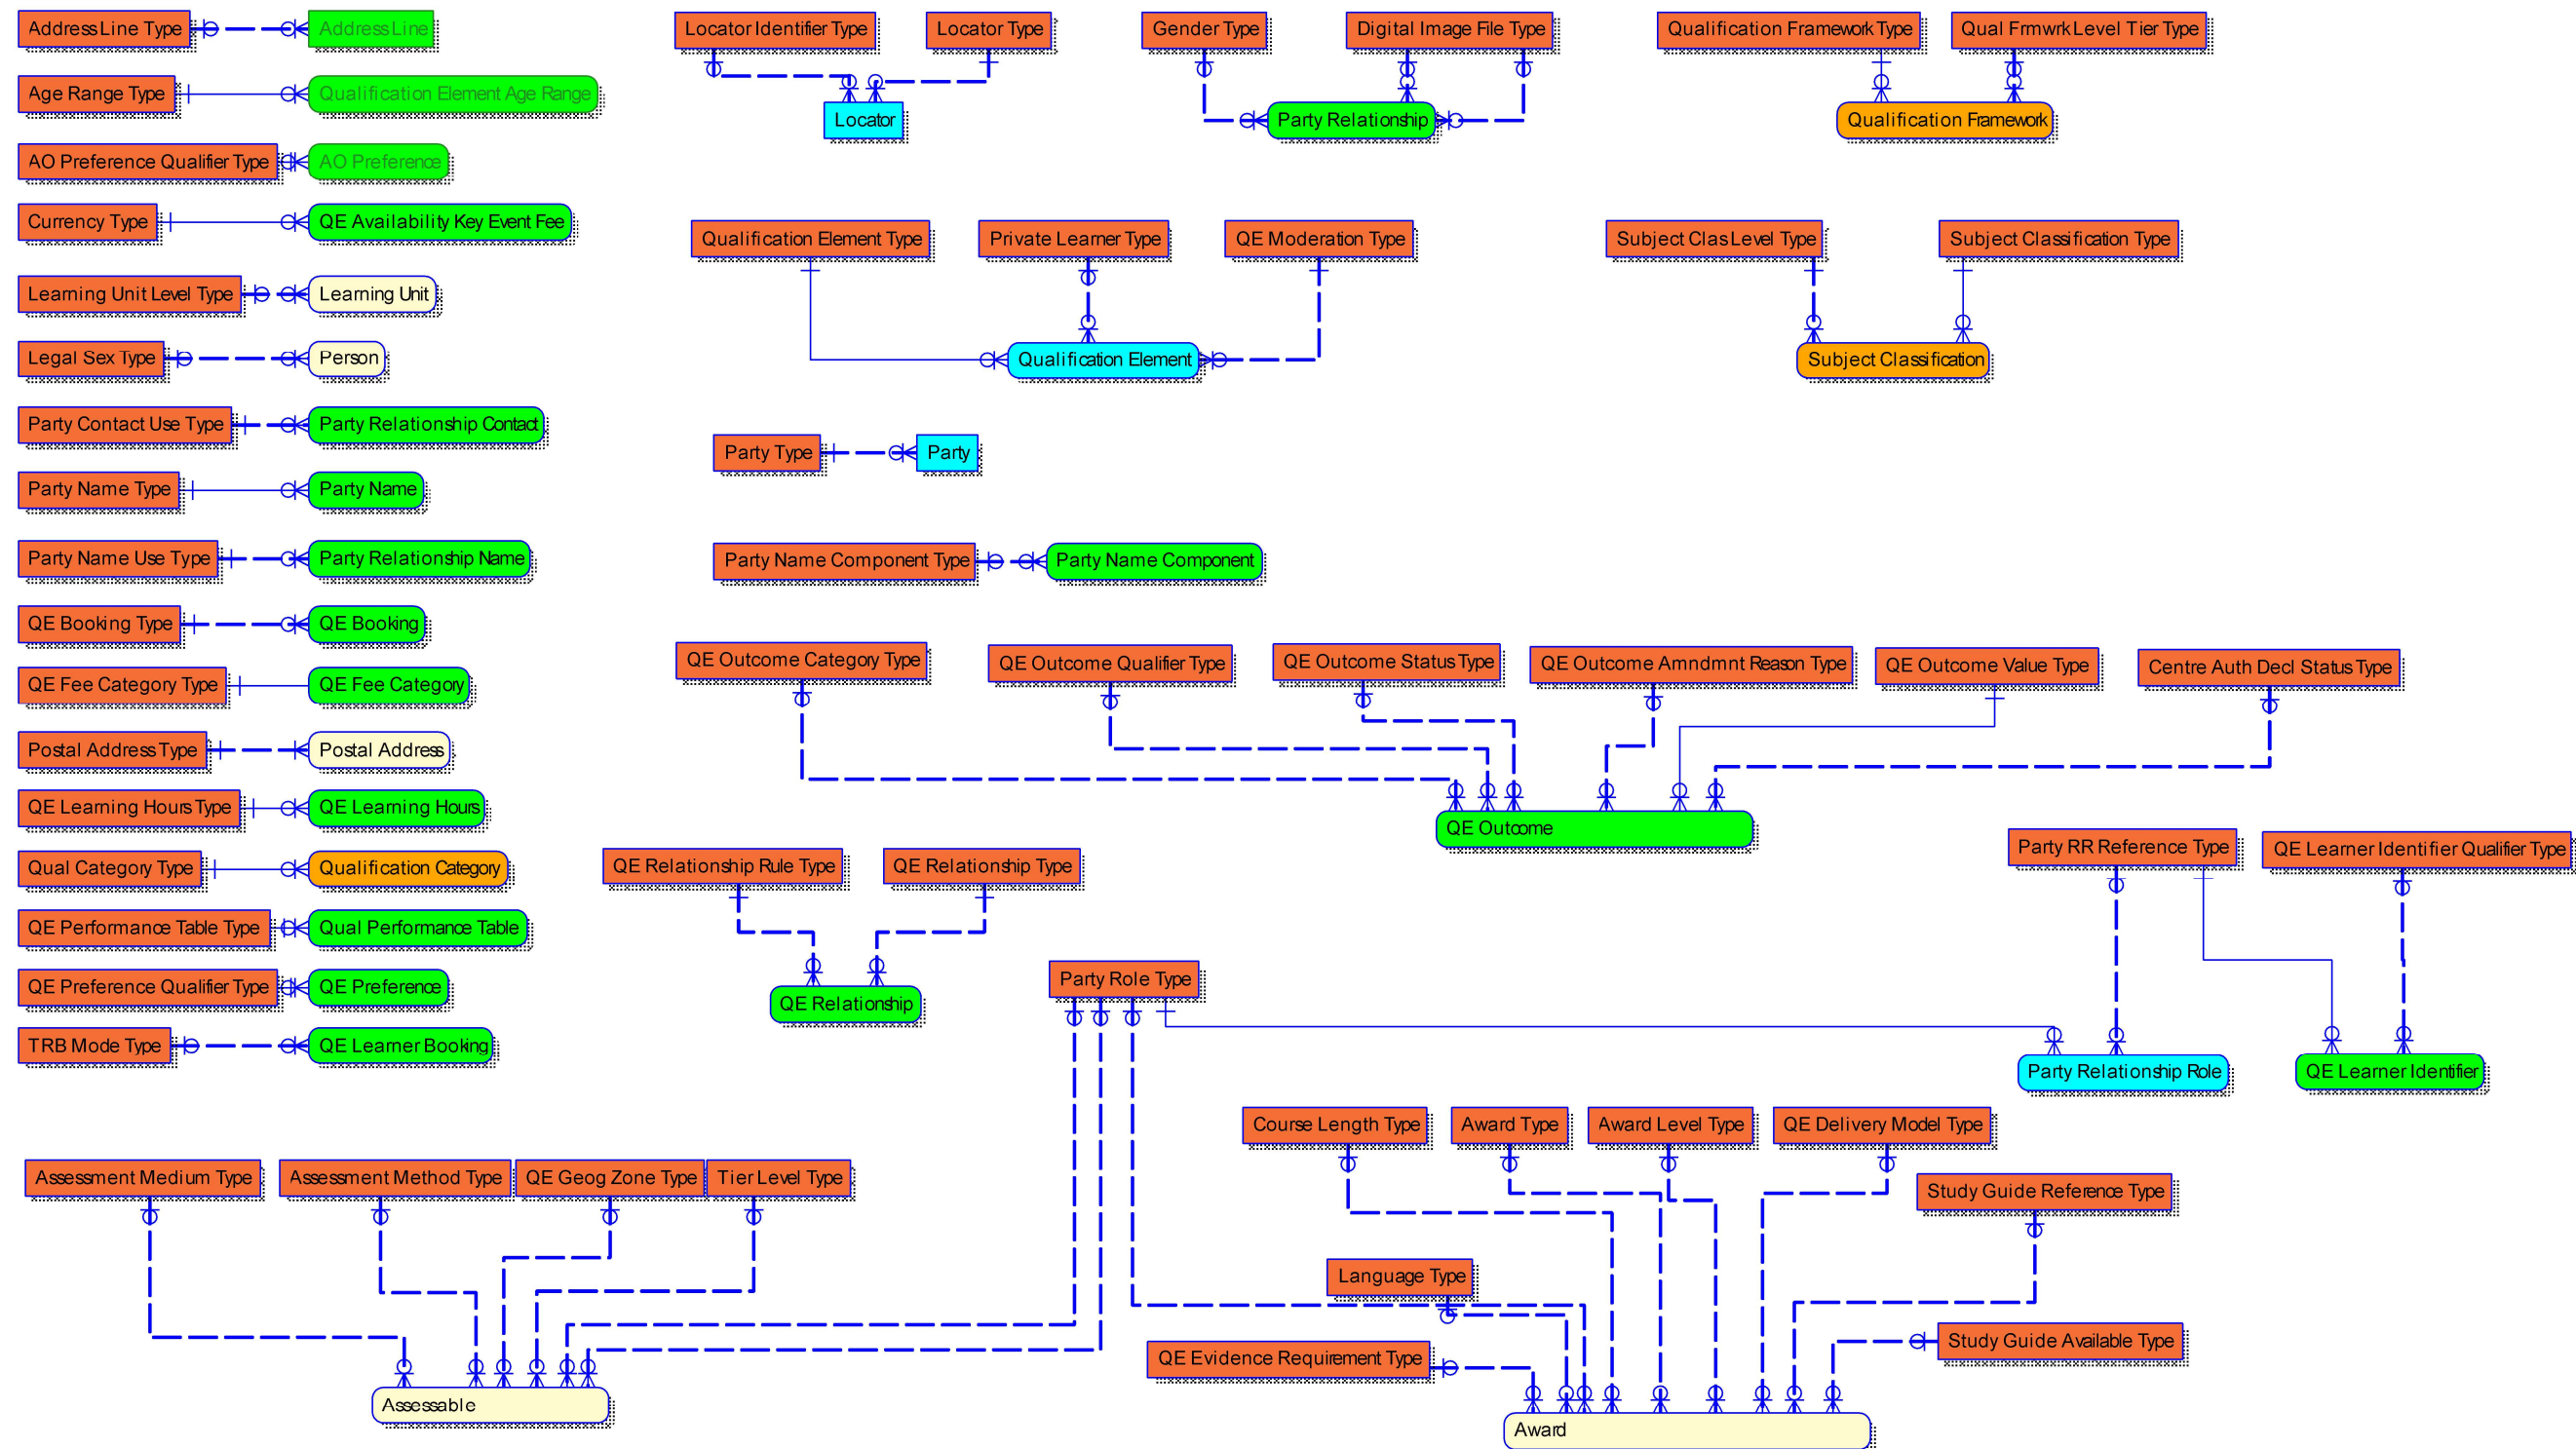 Address Line Type
Address Line
Locator Identifier Type
Locator Type
Gender Type
Digital Image File Type
Qualification Framework Type
Qual Frmwrk Level Tier Type
Age Range Type
Qualification Element Age Range
Locator
Party Relationship
Qualification Framework
AO Preference Qualifier Type
AO Preference
Currency Type
QE Availability Key Event Fee
Qualification Element Type
Private Learner Type
QE Moderation Type
Subject Clas Level Type
Subject Classification Type
Learning Unit Level Type
Learning Unit
Legal Sex Type
Person
Qualification Element
Subject Classification
Party Contact Use Type
Party Relationship Contact
Party Type
Party
Party Name Type
Party Name
Party Name Use Type
Party Relationship Name
Party Name Component Type
Party Name Component
QE Booking Type
QE Booking
QE Outcome Category Type
QE Outcome Qualifier Type
QE Outcome Status Type
QE Outcome Amndmnt Reason Type
QE Outcome Value Type
Centre Auth Decl Status Type
QE Fee Category Type
QE Fee Category
Postal Address Type
Postal Address
QE Learning Hours Type
QE Learning Hours
QE Outcome
Qual Category Type
Qualification Category
QE Relationship Rule Type
QE Relationship Type
Party RR Reference Type
QE Learner Identifier Qualifier Type
QE Performance Table Type
Qual Performance Table
QE Preference Qualifier Type
QE Preference
QE Relationship
Party Role Type
TRB Mode Type
QE Learner Booking
Party Relationship Role
QE Learner Identifier
Course Length Type
Award Type
Award Level Type
QE Delivery Model Type
Assessment Medium Type
Assessment Method Type
QE Geog Zone Type
Tier Level Type
Study Guide Reference Type
Language Type
QE Evidence Requirement Type
Study Guide Available Type
Assessable
Award